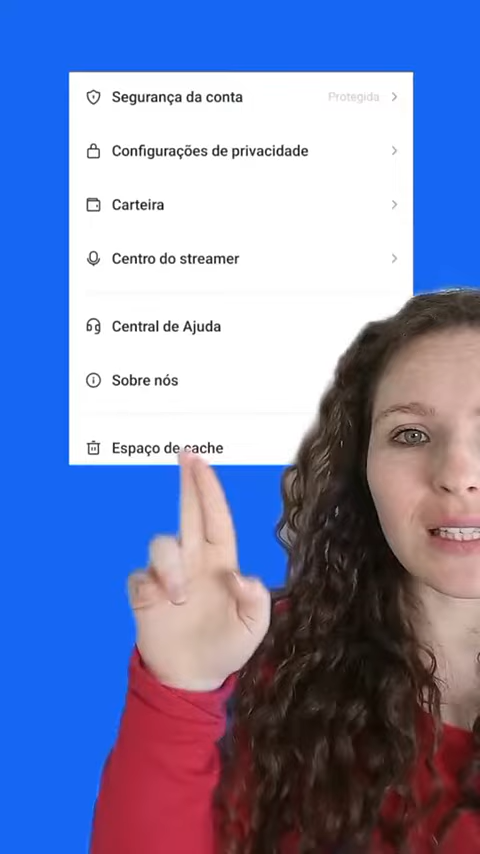 Segurança da conta Protegida
Configurações de privacidade
Carteira
Centro do streamer
Central de Ajuda
Sobre nós
Espaço de cache